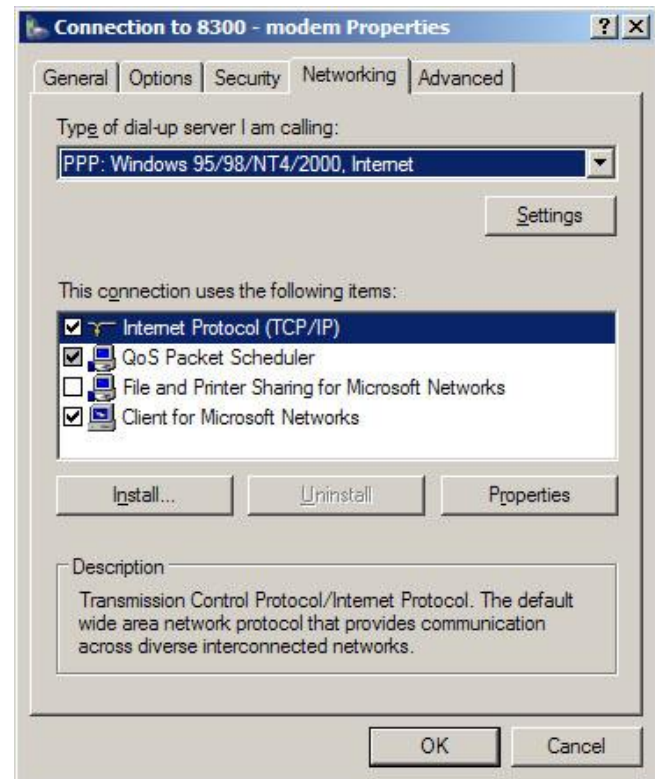 Connection to 8300 - modem Properties
? X
General Options Security Networking Advanced
Type of dial-up server I am calling:
PPP: Windows 95/98/NT4/2000, Internet
Settings
This connection uses the following items:
Internet Protocol (TCP/IP)
QoS Packet Scheduler
File and Printer Sharing for Microsoft Networks
Client for Microsoft Networks
Install... Uninstall Properties
Description
Transmission Control Protocol/Internet Protocol. The default
wide area network protocol that provides communication
across diverse interconnected networks.
OK Cancel